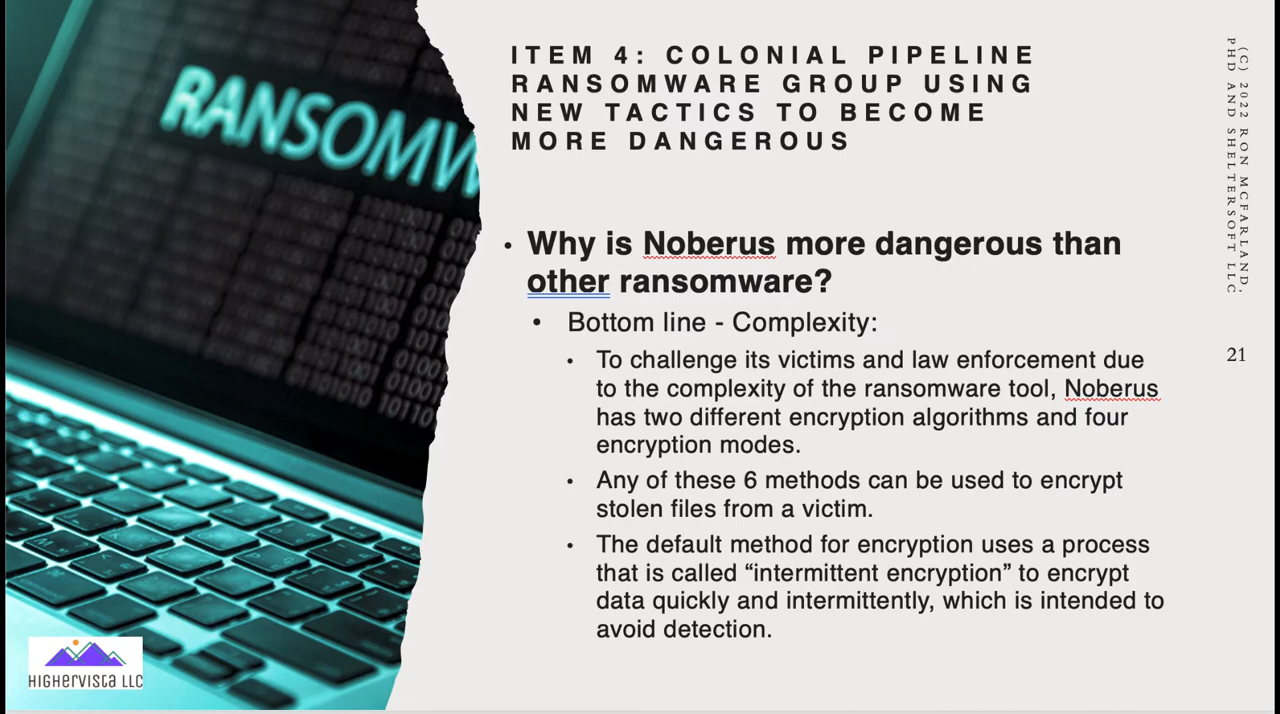 RANSOMW
ITEM 4: COLONIAL PIPELINE
RANSOMWARE GROUP USING
NEW TACTICS TO BECOME
MORE DANGEROUS
(C) 2022 RON MCFARLAND,
PHD AND SHELTERSOFT LLC
21
• Why is Noberus more dangerous than
other ransomware?
• Bottom line - Complexity:
• To challenge its victims and law enforcement due
to the complexity of the ransomware tool, Noberus
has two different encryption algorithms and four
encryption modes.
• Any of these 6 methods can be used to encrypt
stolen files from a victim.
• The default method for encryption uses a process
that is called “intermittent encryption” to encrypt
data quickly and intermittently, which is intended to
avoid detection.
HIGHERVISTA LLC